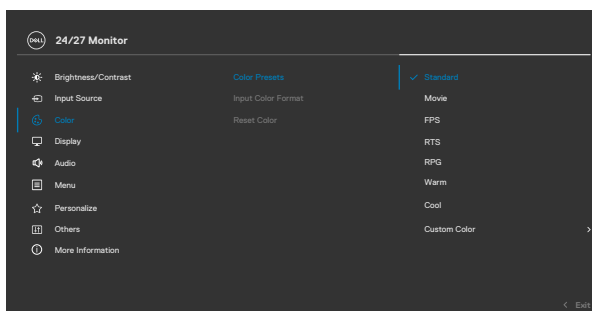 DELL 24/27 Monitor
Brightness/Contrast Color Presets Standard
Input Source Input Color Format Movie
Color Reset Color FPS
Display RTS
Audio RPG
Menu Warm
Personalize Cool
Others Custom Color >
More Information
< Exit